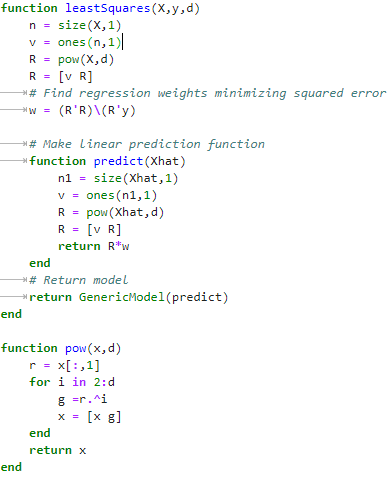 function leastSquares(X,y,d)
    n = size(X,1)
    v = ones(n,1)
    R = pow(X,d)
    R = [v R]
    # Find regression weights minimizing squared error
    w = (R'R)\(R'y)

    # Make linear prediction function
    function predict(Xhat)
        n1 = size(Xhat,1)
        v = ones(n1,1)
        R = pow(Xhat,d)
        R = [v R]
        return R*w
    end
    # Return model
    return GenericModel(predict)
end

function pow(x,d)
    r = x[:,1]
    for i in 2:d
        g =r.^i
        x = [x g]
    end
    return x
end